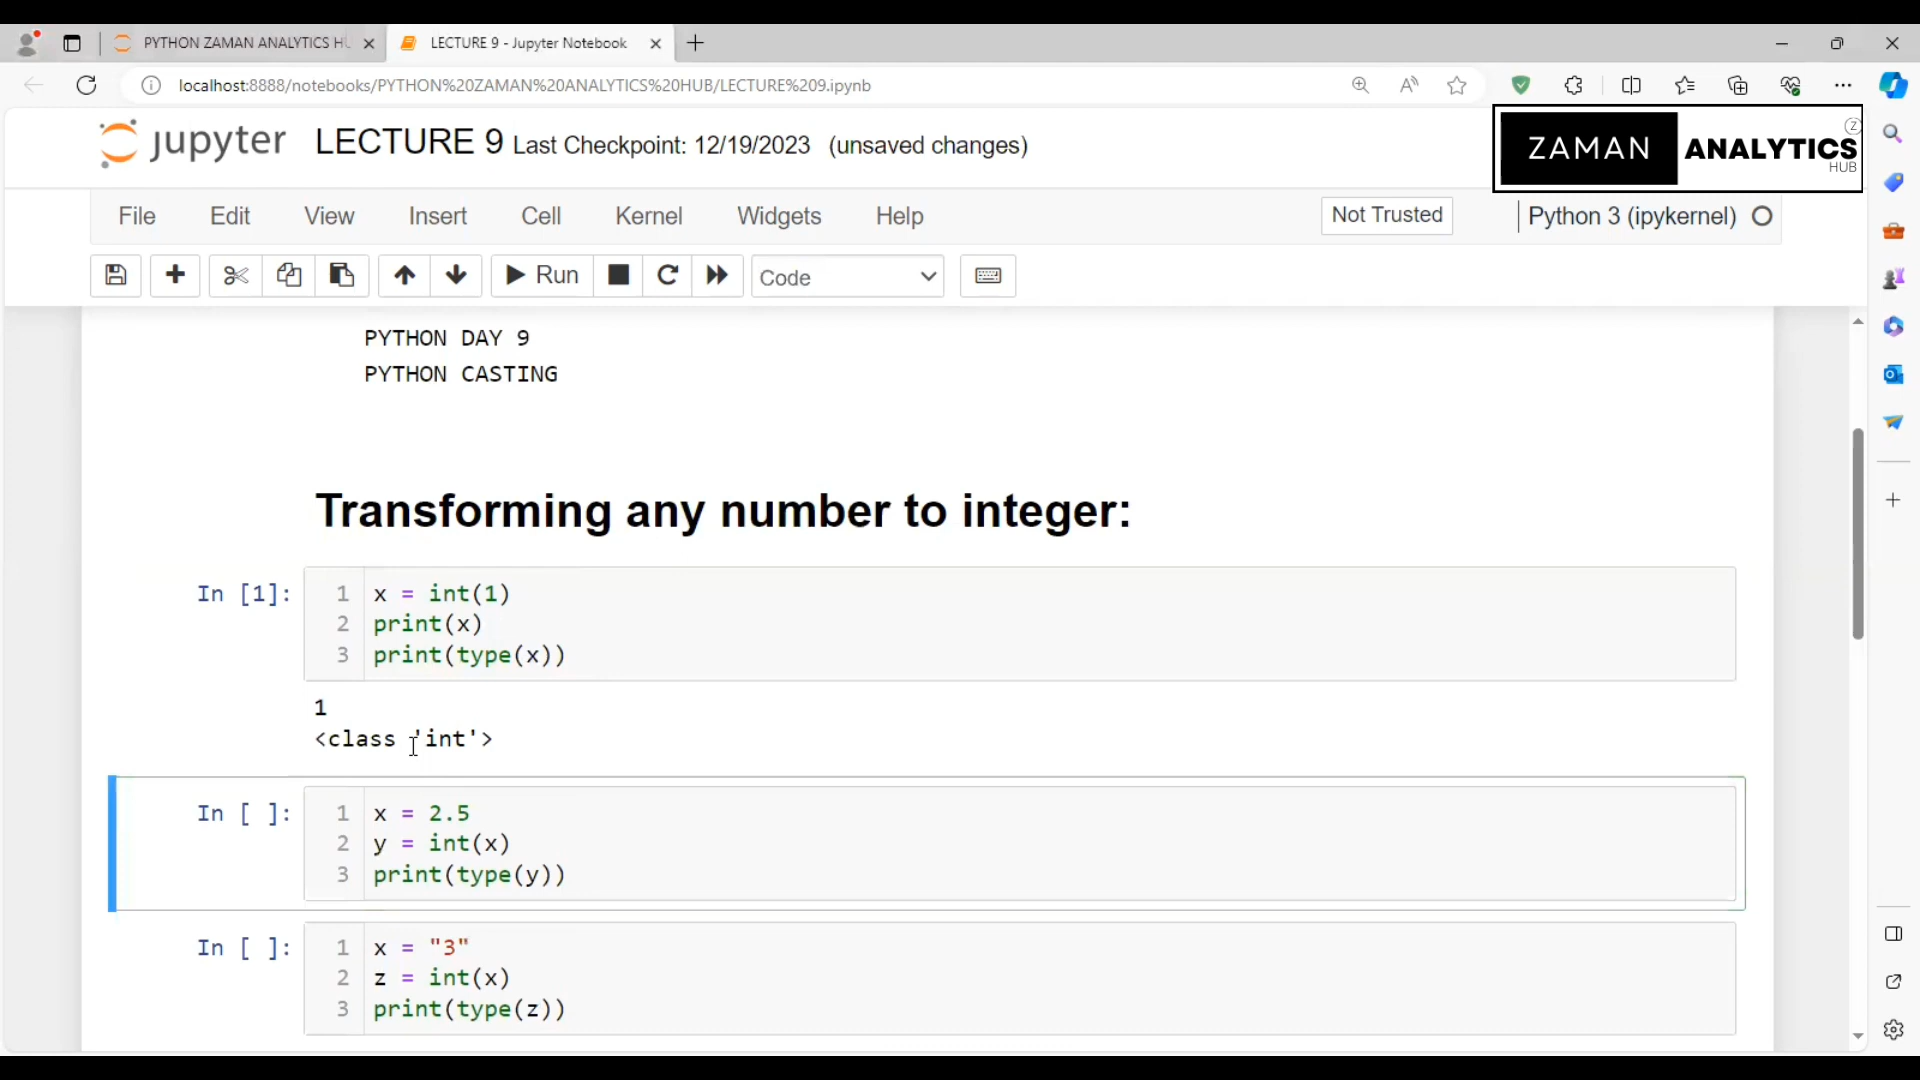 PYTHON ZAMAN ANALYTICS HU
LECTURE 9 - Jupyter Notebook
localhost:8888/notebooks/PYTHON%20ZAMAN%20ANALYTICS%20HUB/LECTURE%209.ipynb
jupyter LECTURE 9 Last Checkpoint: 12/19/2023 (unsaved changes)
ZAMAN ANALYTICS
HUB
Z
File Edit View Insert Cell Kernel Widgets Help Not Trusted Python 3 (ipykernel)
Run Code
PYTHON DAY 9
PYTHON CASTING
Transforming any number to integer:
In [1]: 1 x = int(1)
2 print(x)
3 print(type(x))
1
<class 'int'>
In [ ]: 1 x = 2.5
2 y = int(x)
3 print(type(y))
In [ ]: 1 x = "3"
2 z = int(x)
3 print(type(z))